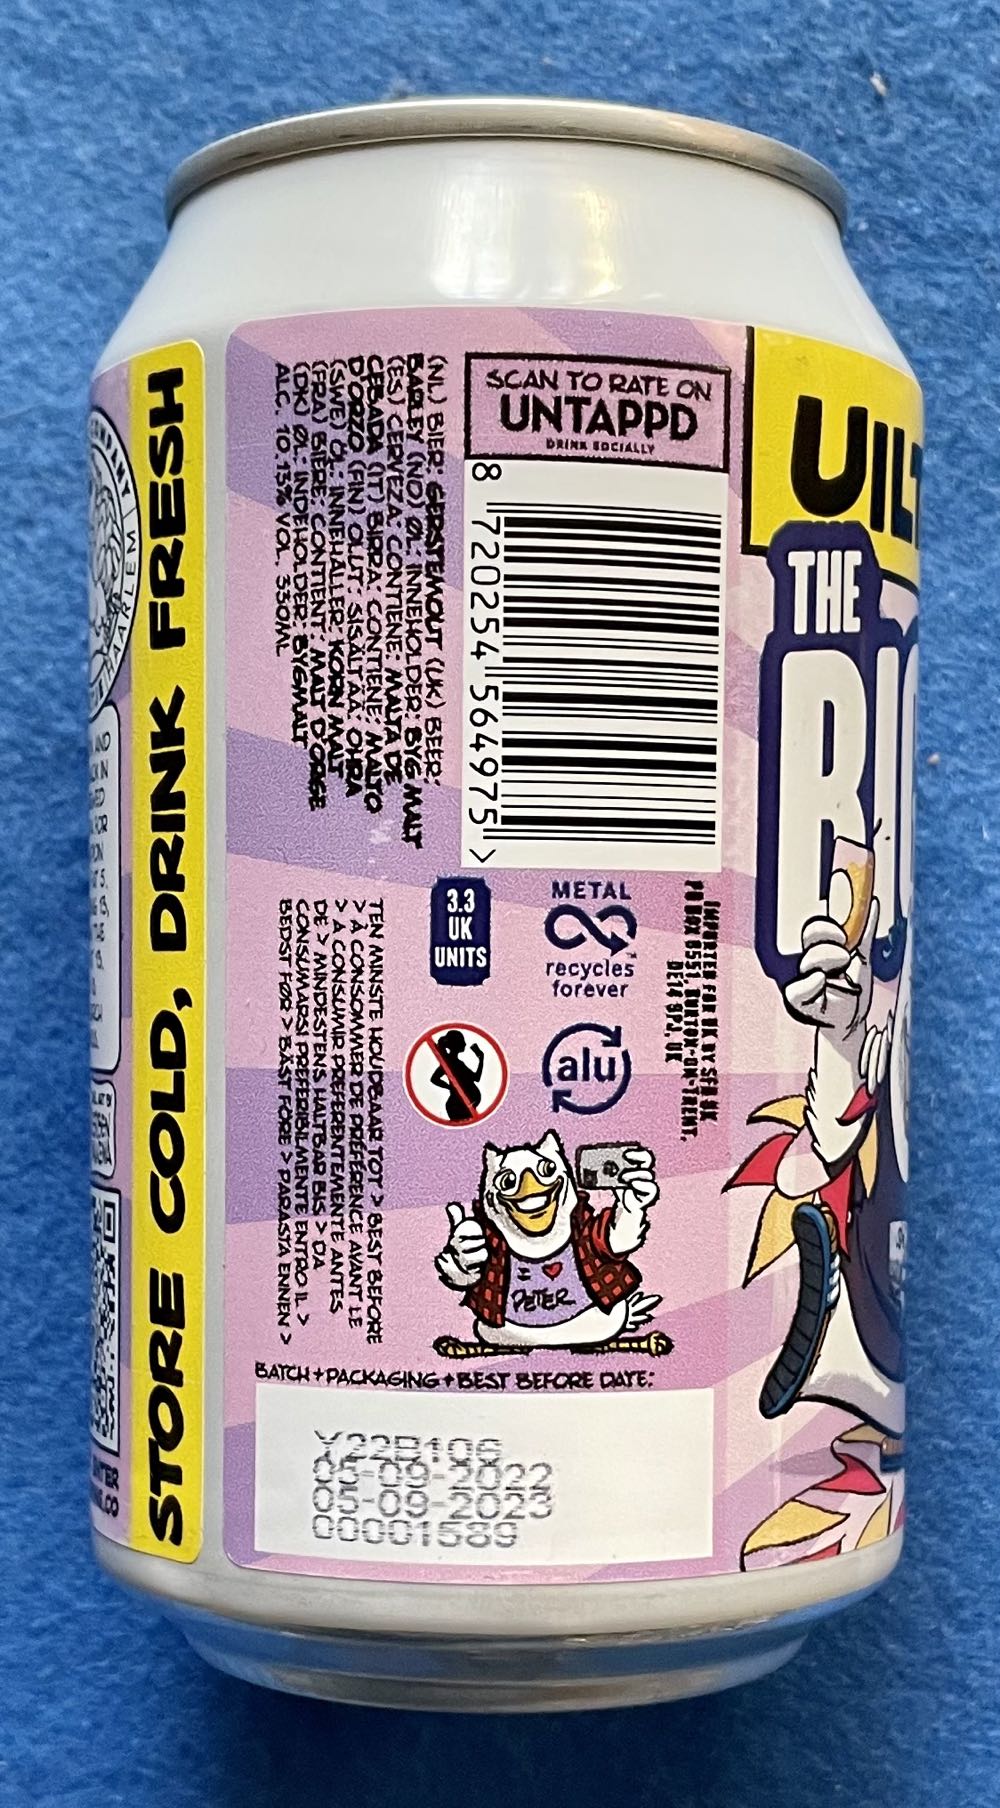 STORE COLD, DRINK FRESH
HAARLEM
(NL) BIER: GERSTEMOUT (UK) BEER:
BARLEY (NO) ØL: INNEHOLDER: BYG MALT
(ES) CERVEZA: CONTIENE: MALTA DE
CEBADA (IT) BIRRA: CONTIENE: MALTO
D'ORZO (FIN) OLUT: SISÄLTÄÄ: OHRA
(SWE) ÖL: INNEHÅLLER: KORN MALT
(FRA) BIÈRE: CONTIENT: MALT D'ORGE
(DK) ØL: INDEHOLDER: BYGMALT
ALC. 10.13% VOL. 330ML
SCAN TO RATE ON
UNTAPPD
DRINK SOCIALLY
8 720254 564975 >
3.3
UK
UNITS
METAL
recycles
forever
alu
IMPORTER FOR UK BY SFB UK
PO BOX 6551, BURTON-ON-TRENT,
DE14 9PJ, UK
TEN MINSTE HOUDBAAR TOT > BEST BEFORE
> À CONSOMMER DE PRÉFÉRENCE AVANT LE
> A CONSUMIR PREFERENTEMENTE ANTES
DE > MINDESTENS HALTBAR BIS > DA
CONSUMARSI PREFERIBILMENTE ENTRO IL >
BEDST FØR > BÄST FÖRE > PARASTA ENNEN >
I ♥
PETER
BATCH + PACKAGING + BEST BEFORE DATE:
Y22B106
05-09-2022
05-09-2023
00001589
UILT
THE
BIG